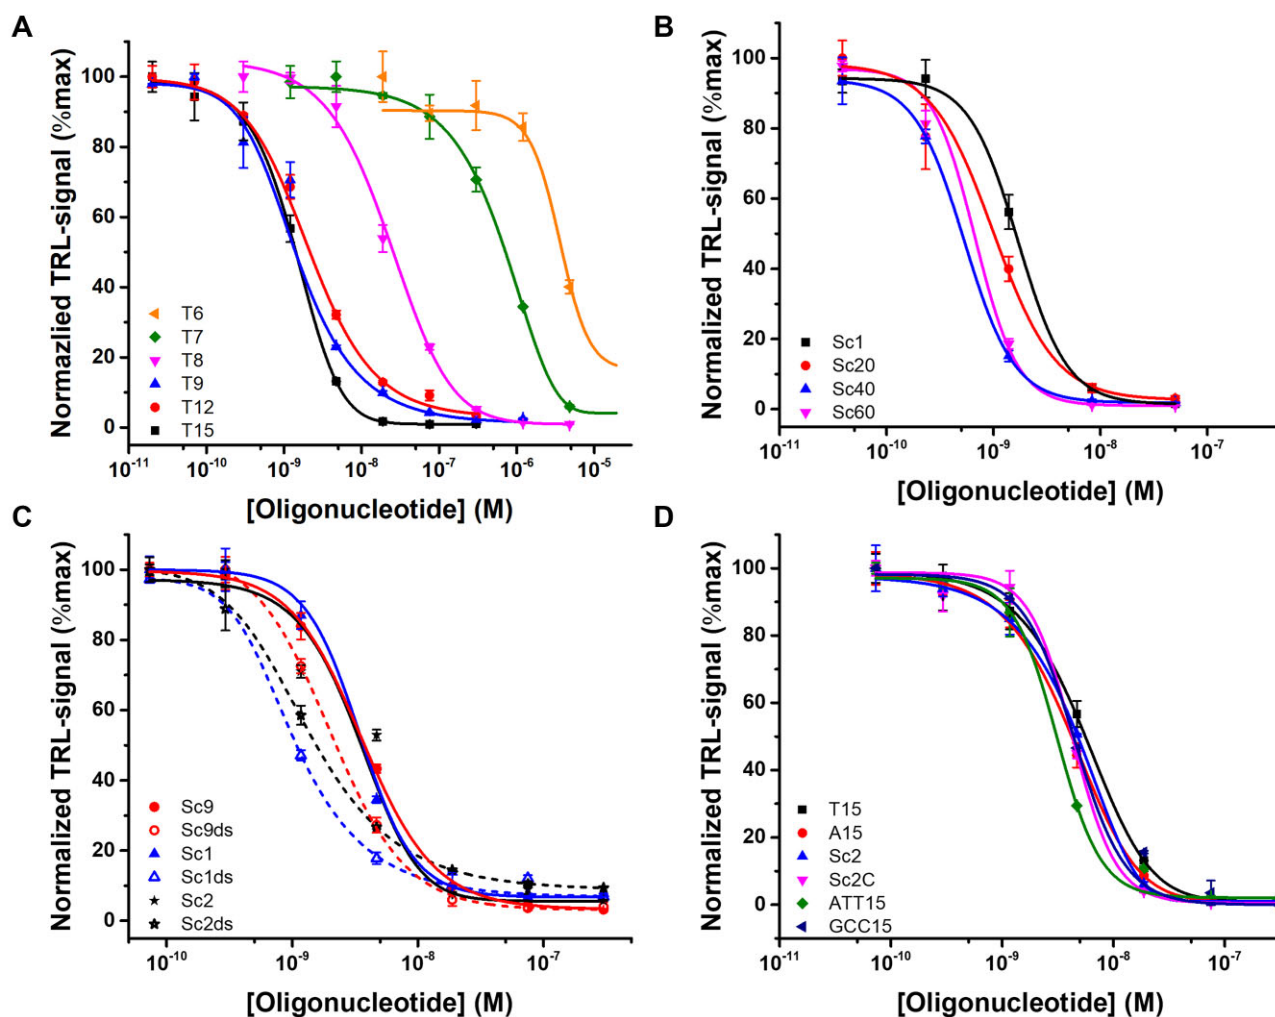 A
Normazlied TRL-signal (%max)
120
100
80
60
40
20
0
T6
T7
T8
T9
T12
T15
10-11 10-10 10-9 10-8 10-7 10-6 10-5
[Oligonucleotide] (M)
B
Normalized TRL-signal (%max)
100
80
60
40
20
0
Sc1
Sc20
Sc40
Sc60
10-11 10-10 10-9 10-8 10-7
[Oligonucleotide] (M)
C
Normalized TRL-signal (%max)
100
80
60
40
20
0
Sc9
Sc9ds
Sc1
Sc1ds
Sc2
Sc2ds
10-10 10-9 10-8 10-7
[Oligonucleotide] (M)
D
Normalized TRL-signal (%max)
100
80
60
40
20
0
T15
A15
Sc2
Sc2C
ATT15
GCC15
10-11 10-10 10-9 10-8 10-7
[Oligonucleotide] (M)